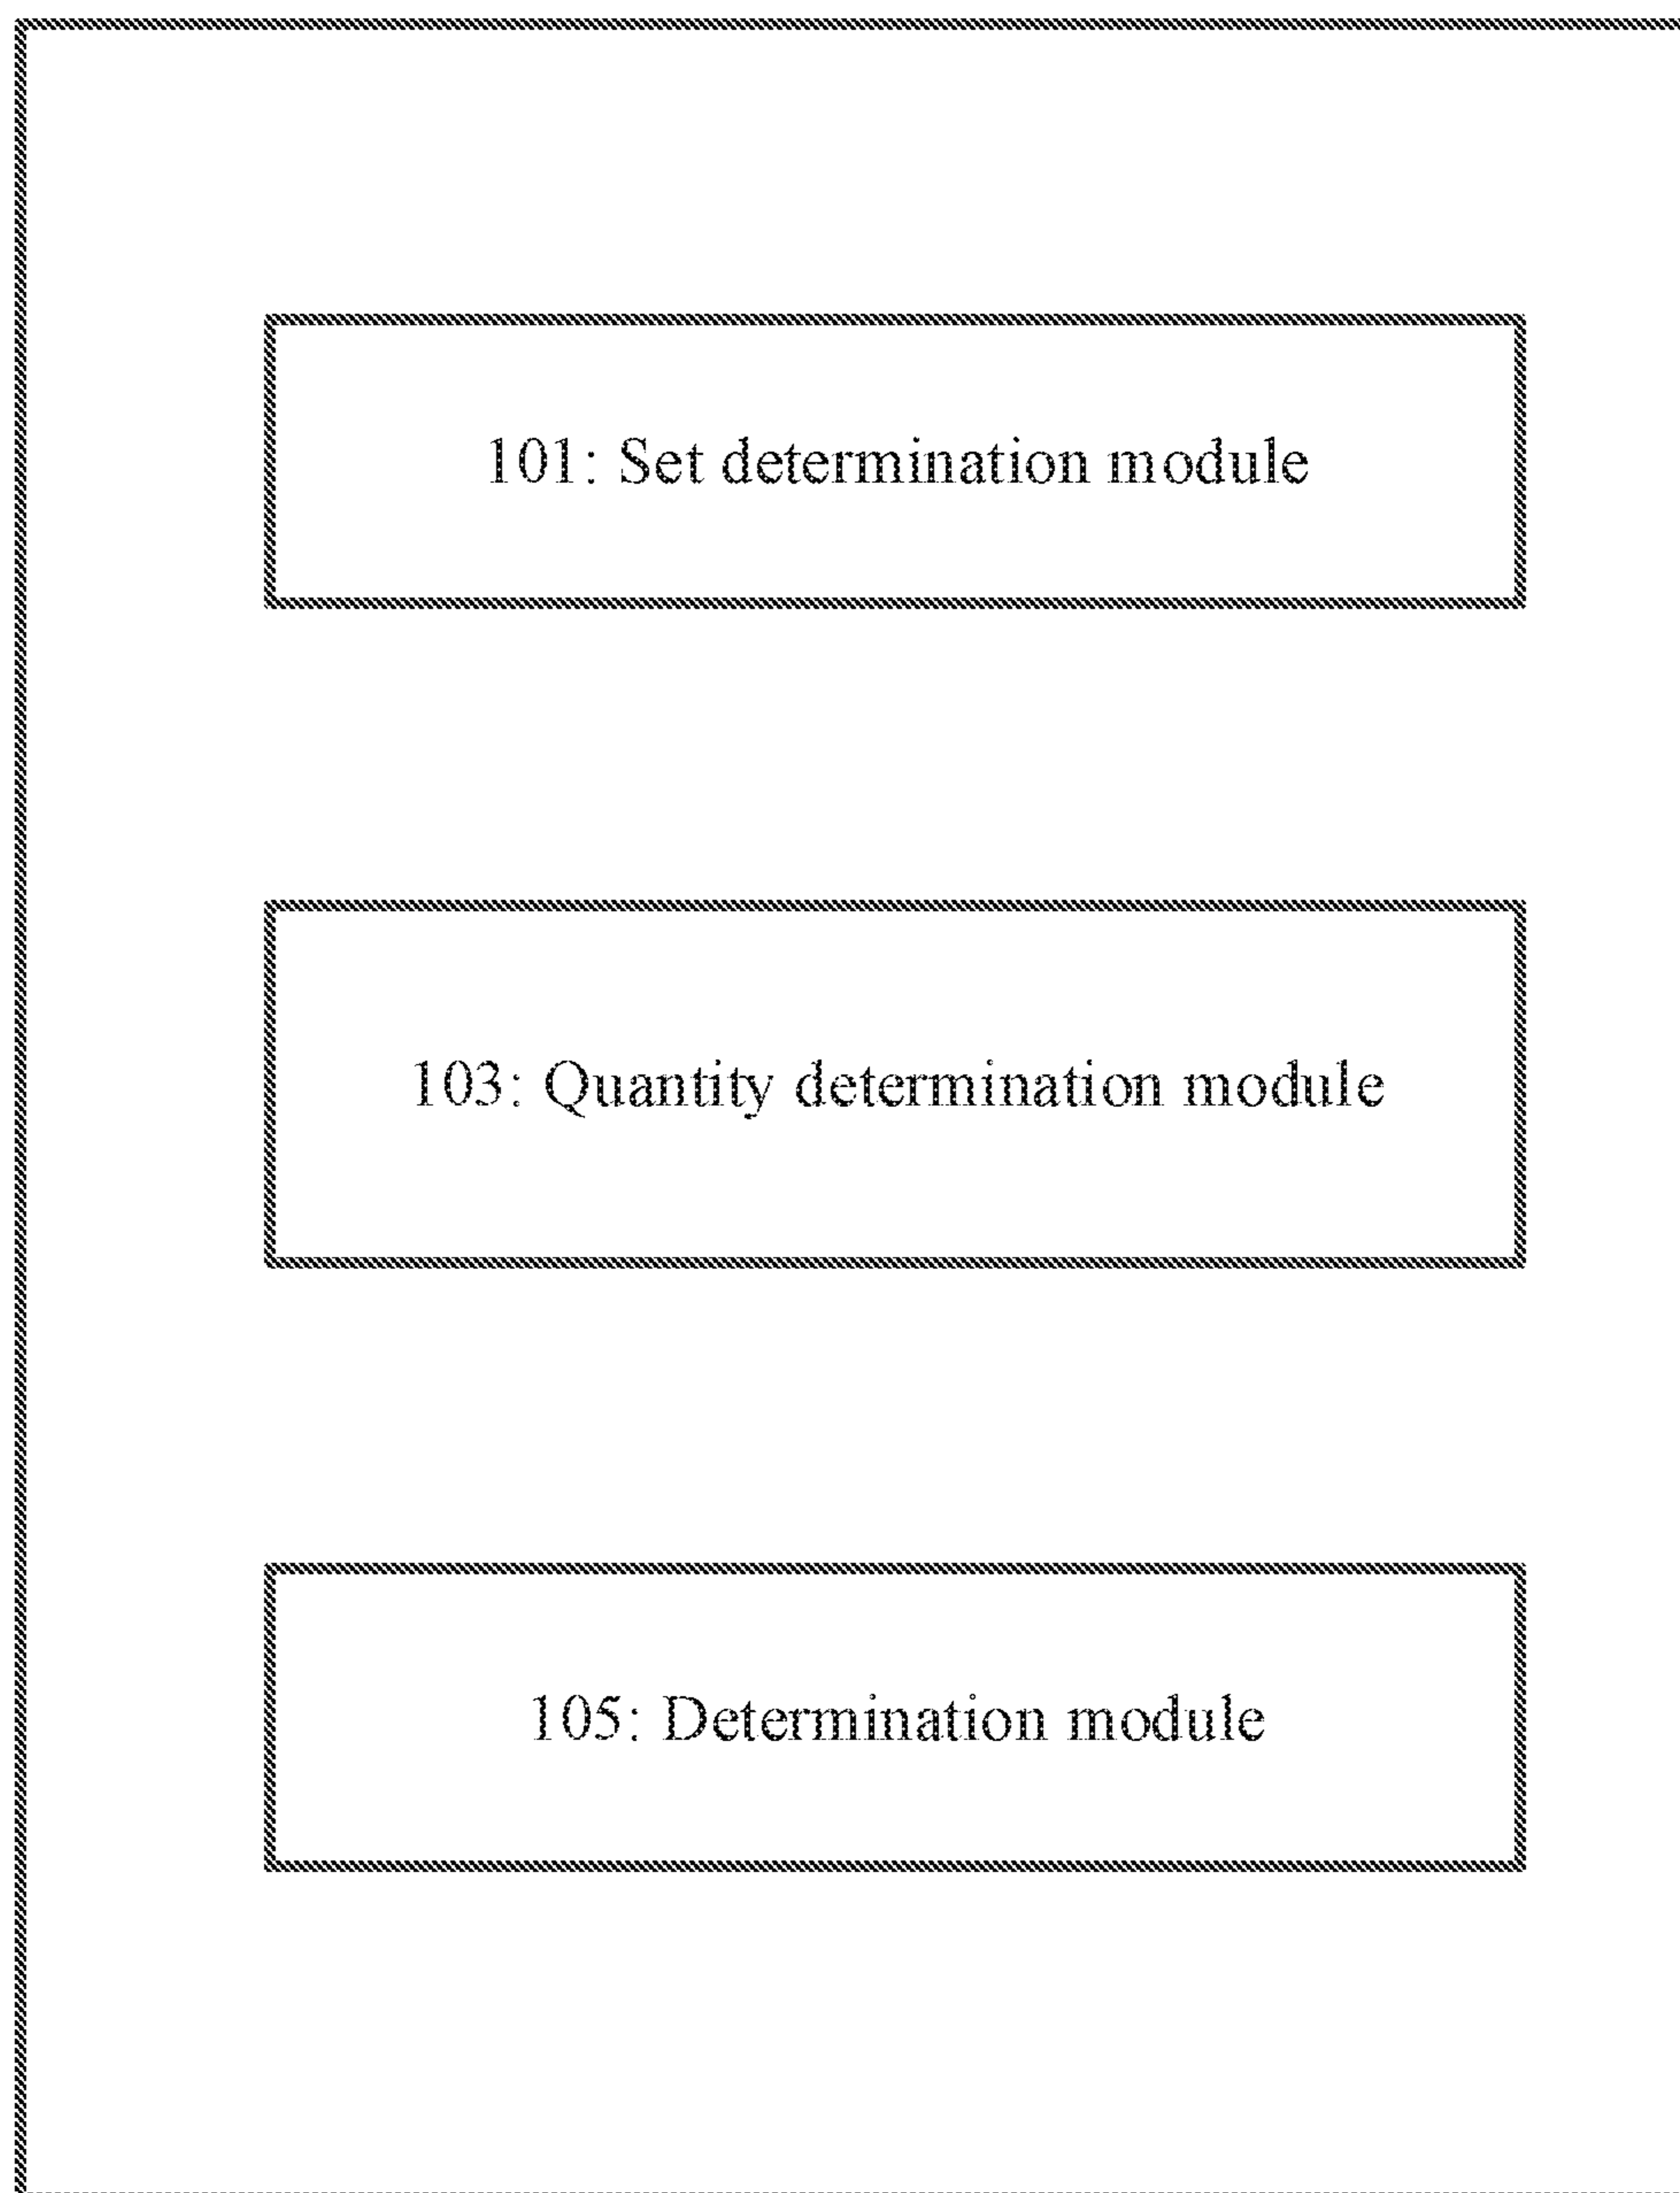 101: Set determination module
103: Quantity determination module
105: Determination module